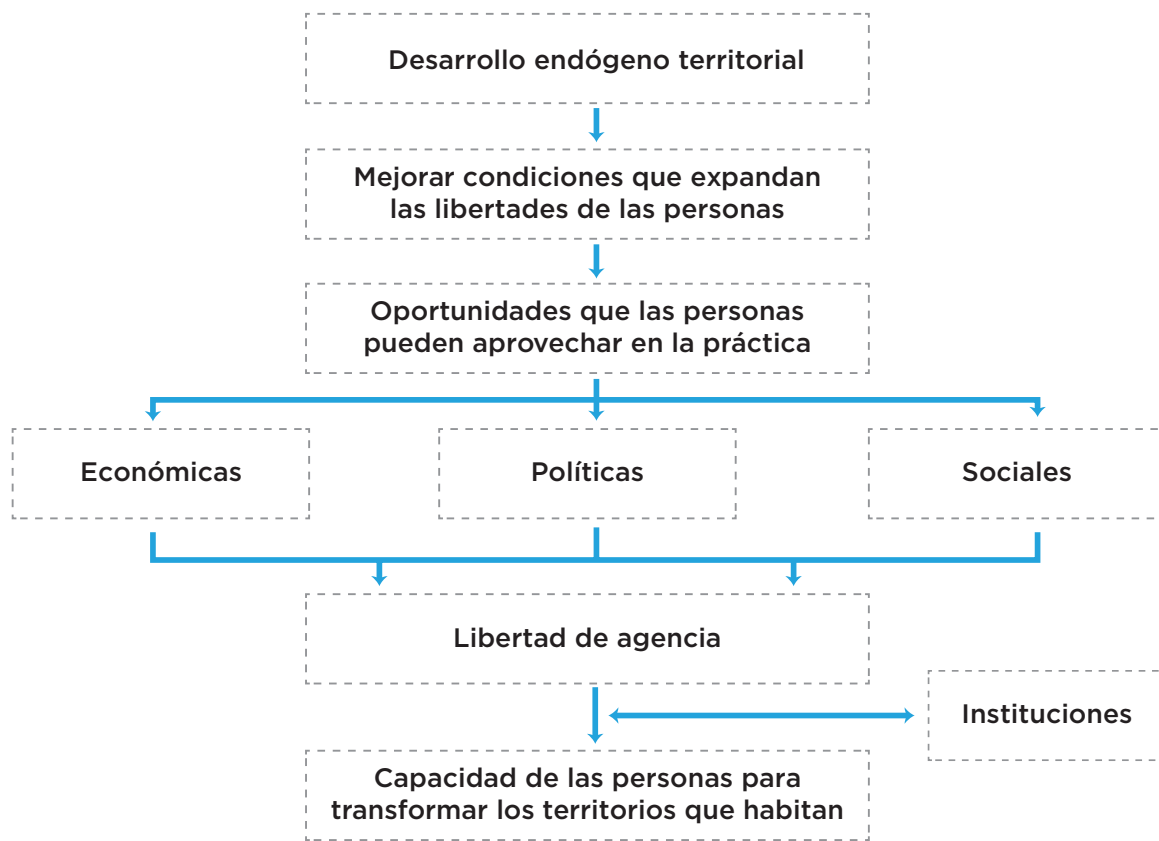 Desarrollo endógeno territorial
Mejorar condiciones que expandan
las libertades de las personas
Oportunidades que las personas
pueden aprovechar en la práctica
Económicas
Políticas
Sociales
Libertad de agencia
Instituciones
Capacidad de las personas para
transformar los territorios que habitan